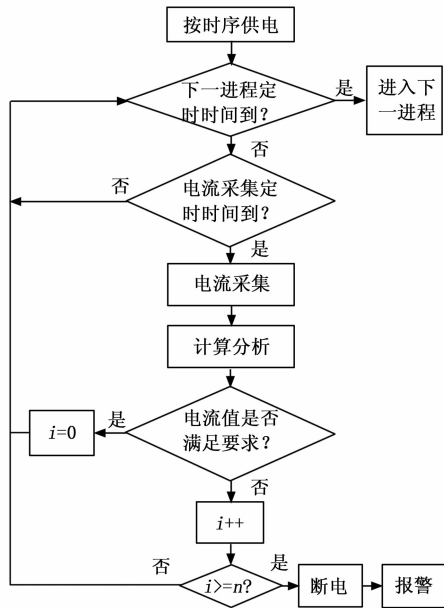 按时序供电
下一进程定
时时间到?
是
进入下
一进程
否
电流采集定
时时间到?
否
是
电流采集
计算分析
电流值是否
满足要求?
是
i=0
否
i++
i>=n?
否
是
断电
报警